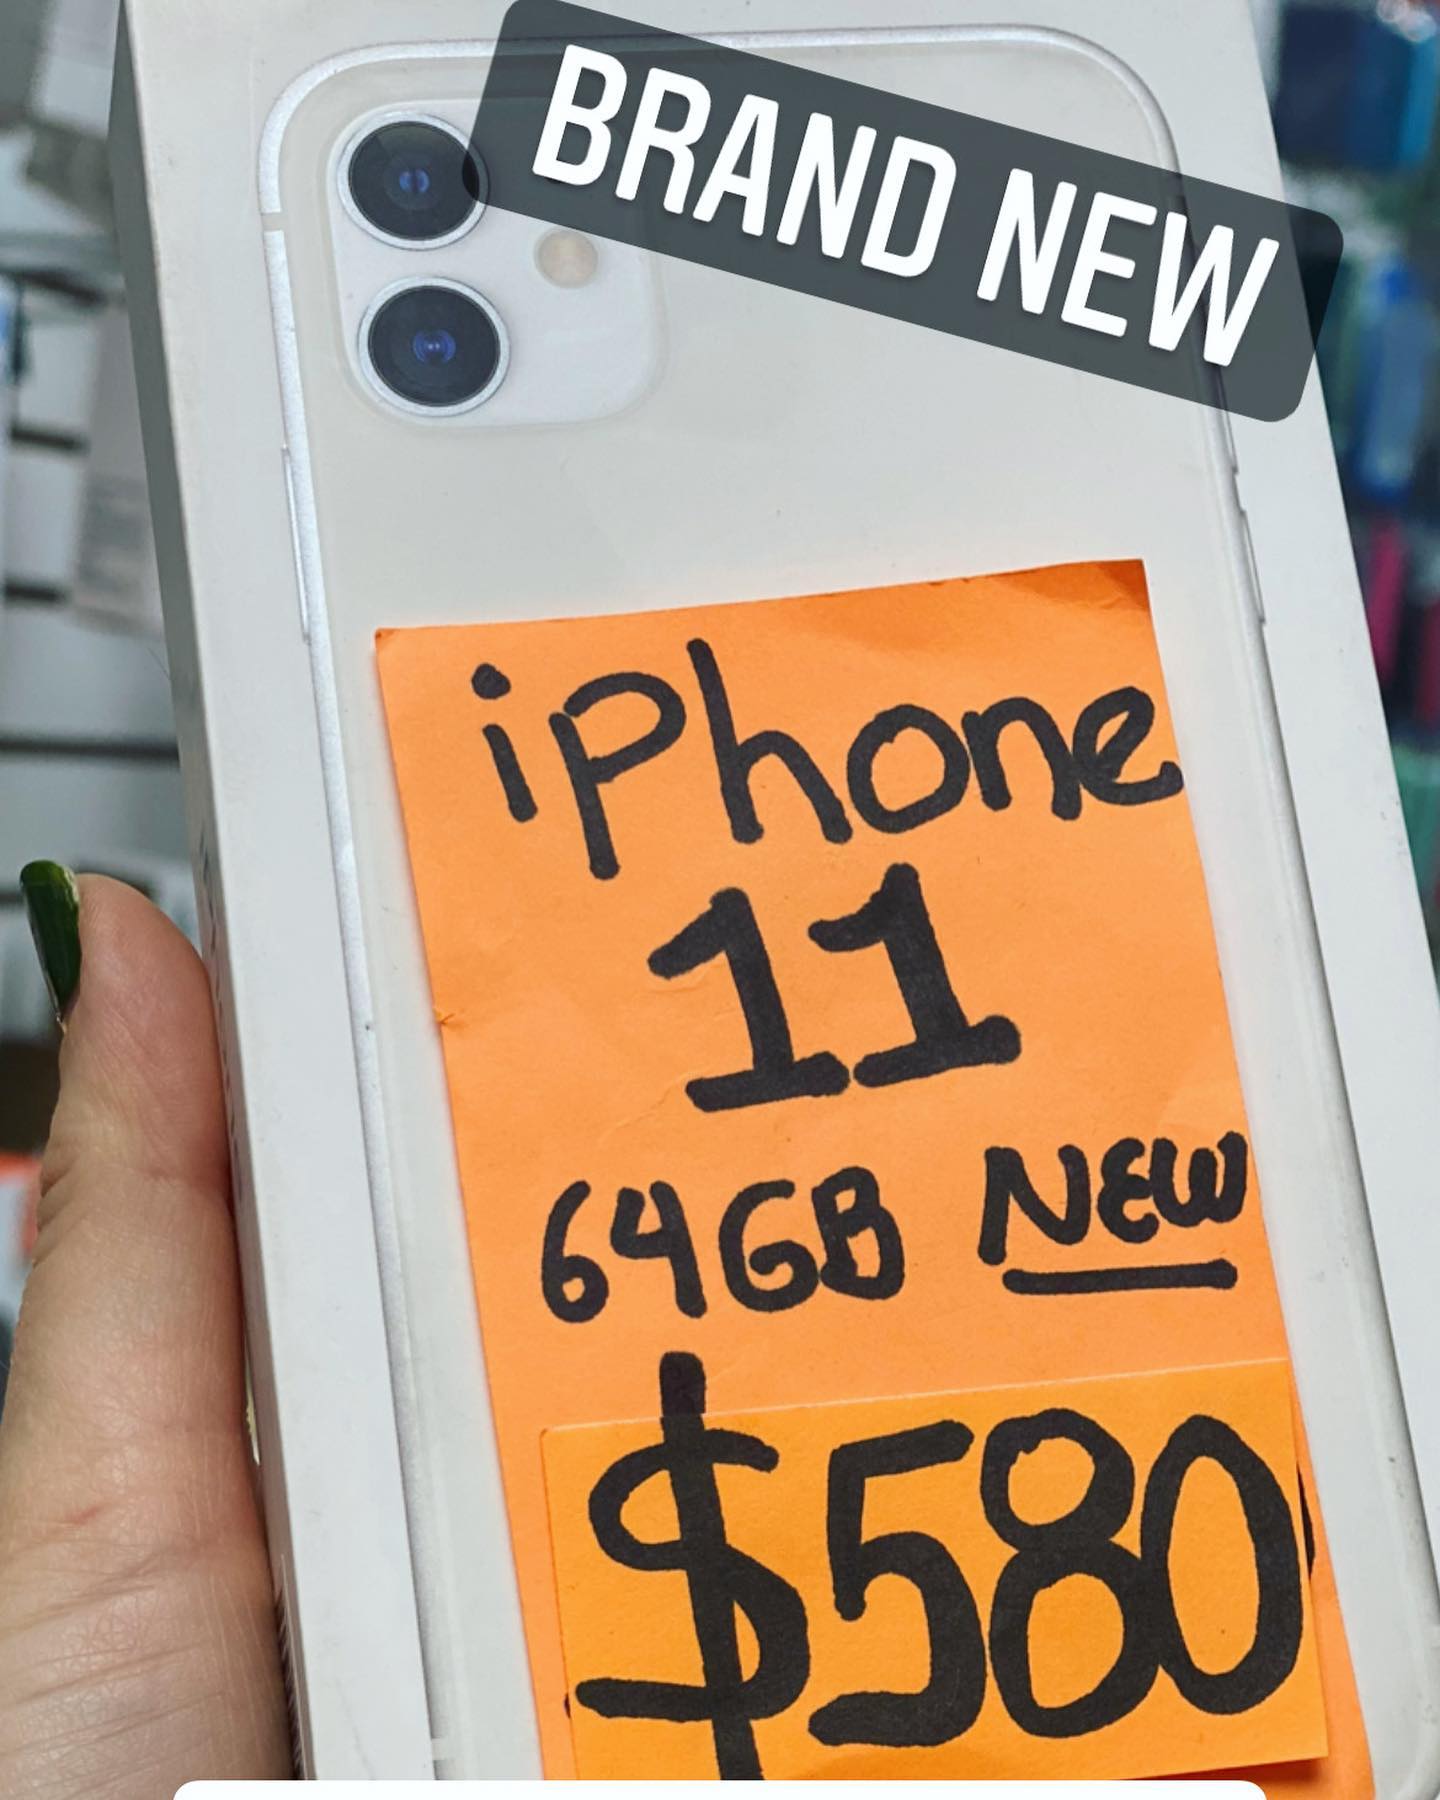 BRAND NEW
iPhone
11
64GB NEW
$580